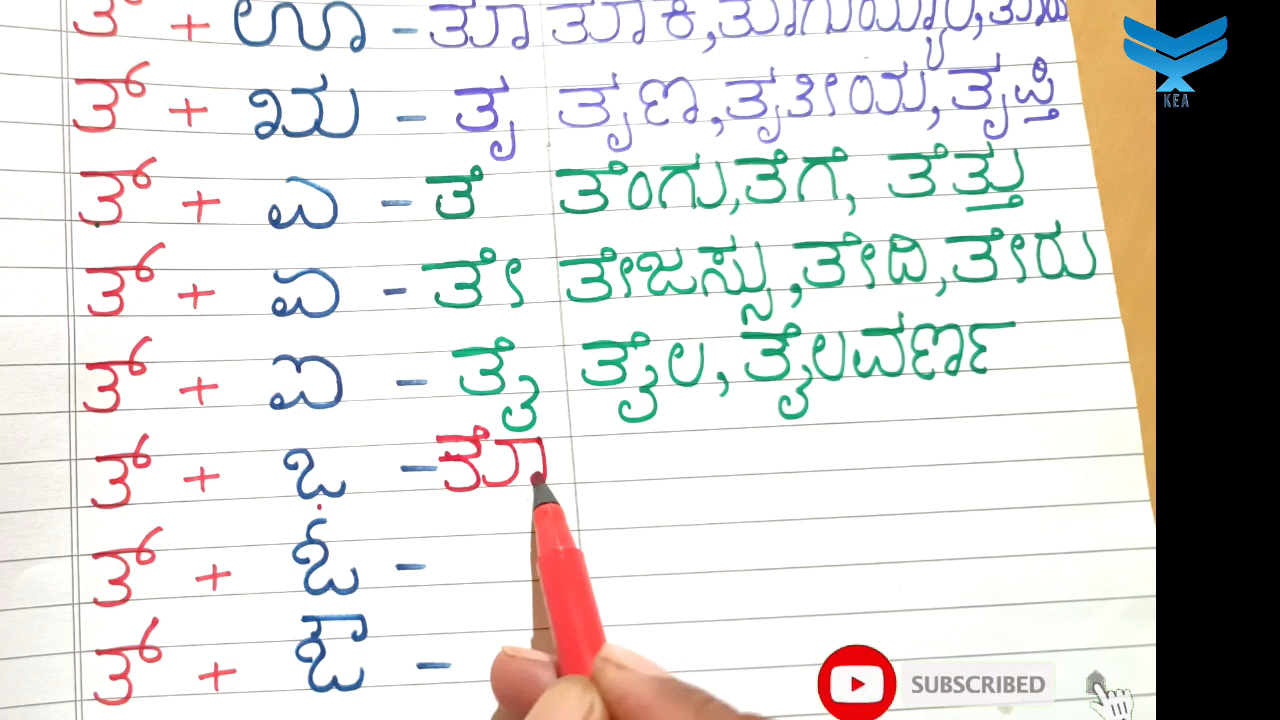 ತ್ + ಊ - ತೂ ತೂಕ,
ತ್ + ಋ - ತೃ ತೃಣ,ತೃತೀಯ,ತೃಪ್ತಿ
ತ್ + ಎ - ತೆ ತೆಂಗು,ತೆಗೆ, ತೆತ್ತು
ತ್ + ಏ - ತೇ ತೇಜಸ್ಸು,ತೇದಿ,ತೇರು
ತ್ + ಐ - ತೈ ತೈಲ, ತೈಲವರ್ಣ
ತ್ + ಒ - ತೊ
ತ್ + ಓ -
ತ್ + ಔ -
KEA
SUBSCRIBED